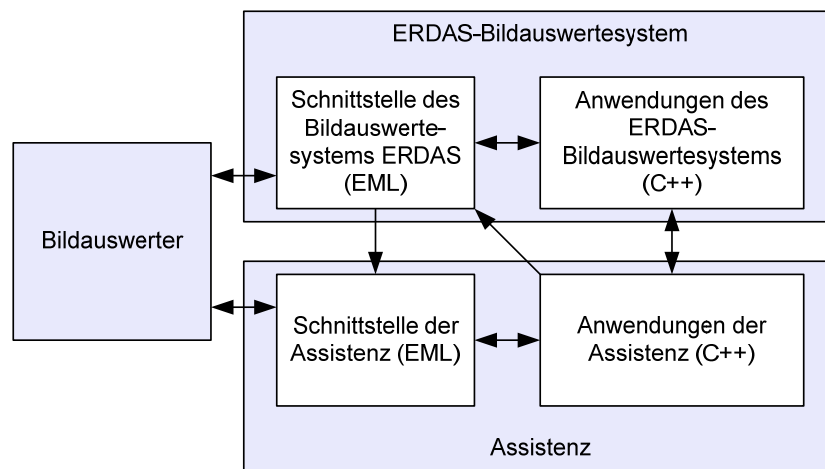 ERDAS-Bildauswertesystem
Schnittstelle des
Bildauswerte-
systems ERDAS
(EML)
Anwendungen des
ERDAS-
Bildauswertesystems
(C++)
Bildauswerter
Schnittstelle der
Assistenz (EML)
Anwendungen der
Assistenz (C++)
Assistenz